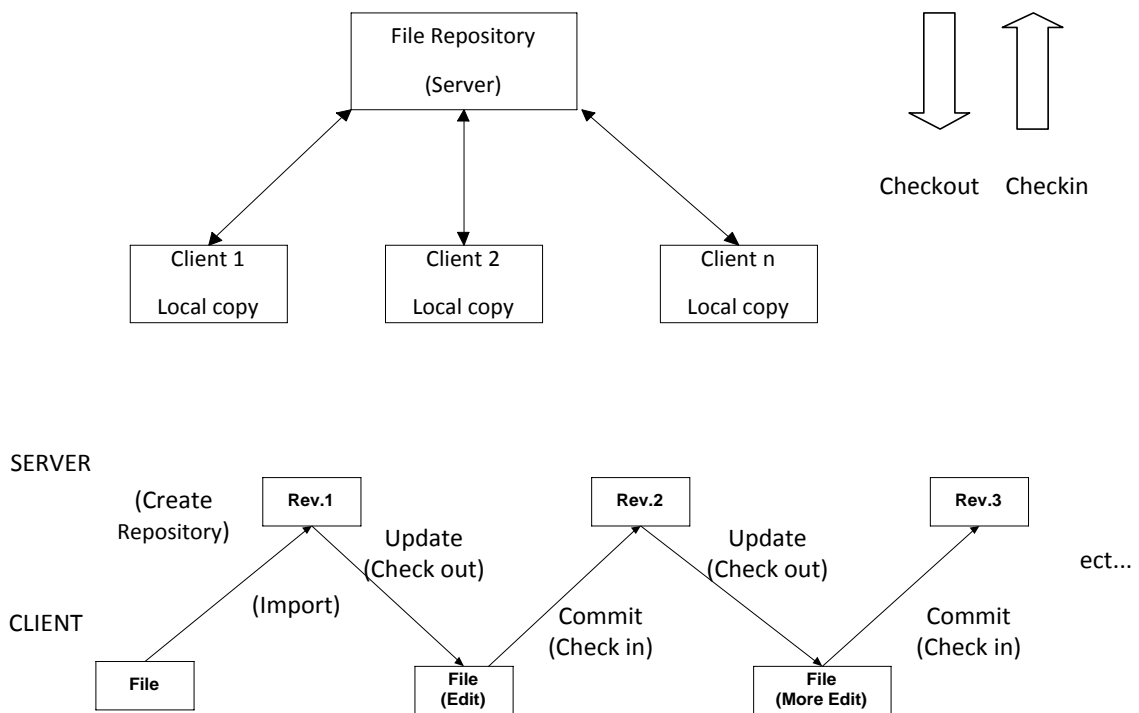 File Repository
(Server)
Checkout
Checkin
Client 1
Local copy
Client 2
Local copy
Client n
Local copy
SERVER
(Create
Repository)
Rev.1
Update
(Check out)
Rev.2
Update
(Check out)
Rev.3
ect...
(Import)
CLIENT
Commit
(Check in)
Commit
(Check in)
File
File
(Edit)
File
(More Edit)